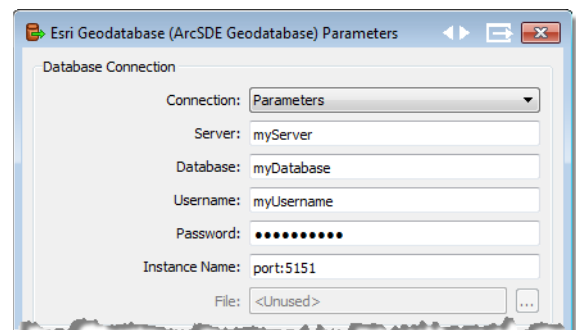 Esri Geodatabase (ArcSDE Geodatabase) Parameters
Database Connection
Connection: Parameters
Server: myServer
Database: myDatabase
Username: myUsername
Password: ●●●●●●●●●●
Instance Name: port:5151
File: <Unused> ...